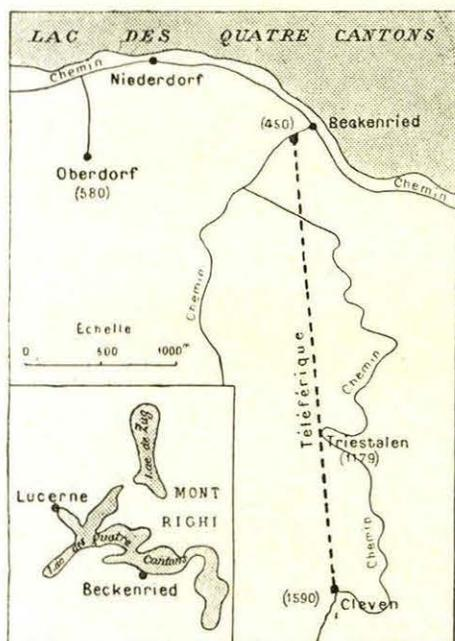 LAC DES QUATRE CANTONS
Chemin
Niederdorf
(450)
Beckenried
Oberdorf
(580)
Chemin
Chemin
Echelle
0 500 1000m
Téléférique
Chemin
Triestalen
(1179)
Lac de Zug
Lucerne
MONT
RIGHI
Lac des Quatre Cantons
Beckenried
Chemin
(1590)
Cleven